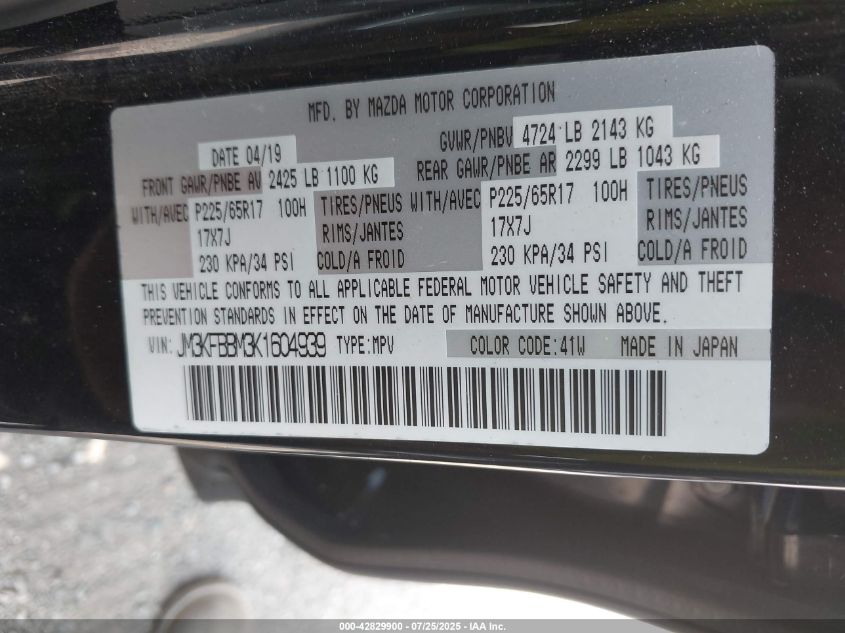 MFD. BY MAZDA MOTOR CORPORATION
DATE 04/19 GVWR/PNBV 4724 LB 2143 KG
FRONT GAWR/PNBE AV 2425 LB 1100 KG REAR GAWR/PNBE AR 2299 LB 1043 KG
WITH/AVEC P225/65R17 100H TIRES/PNEUS WITH/AVEC P225/65R17 100H TIRES/PNEUS
17X7J RIMS/JANTES 17X7J RIMS/JANTES
230 KPA/34 PSI COLD/A FROID 230 KPA/34 PSI COLD/A FROID
THIS VEHICLE CONFORMS TO ALL APPLICABLE FEDERAL MOTOR VEHICLE SAFETY AND THEFT
PREVENTION STANDARDS IN EFFECT ON THE DATE OF MANUFACTURE SHOWN ABOVE.
VIN: JM3KFBBM3K1604939 TYPE:MPV COLOR CODE:41W MADE IN JAPAN
000-42829900 - 07/25/2025 - IAA Inc.